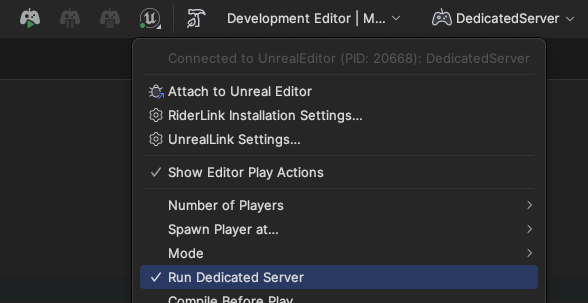 Development Editor | M...
DedicatedServer
Connected to UnrealEditor (PID: 20668): DedicatedServer
Attach to Unreal Editor
RiderLink Installation Settings...
UnrealLink Settings...
Show Editor Play Actions
Number of Players
Spawn Player at...
Mode
Run Dedicated Server
Compile Before Play